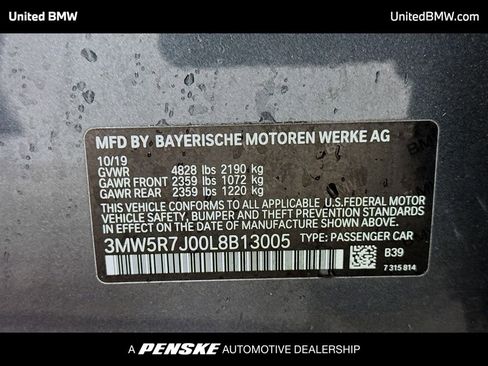 United BMW
UnitedBMW.com
MFD BY BAYERISCHE MOTOREN WERKE AG
10/19
GVWR 4828 lbs 2190 kg
GAWR FRONT 2359 lbs 1072 kg
GAWR REAR 2359 lbs 1220 kg
THIS VEHICLE CONFORMS TO ALL APPLICABLE U.S.FEDERAL MOTOR
VEHICLE SAFETY, BUMPER AND THEFT PREVENTION STANDARDS
IN EFFECT ON THE DATE OF MANUFACTURE SHOWN ABOVE.
3MW5R7J00L8B13005 TYPE: PASSENGER CAR
B39
7 315 814
A PENSKE AUTOMOTIVE DEALERSHIP